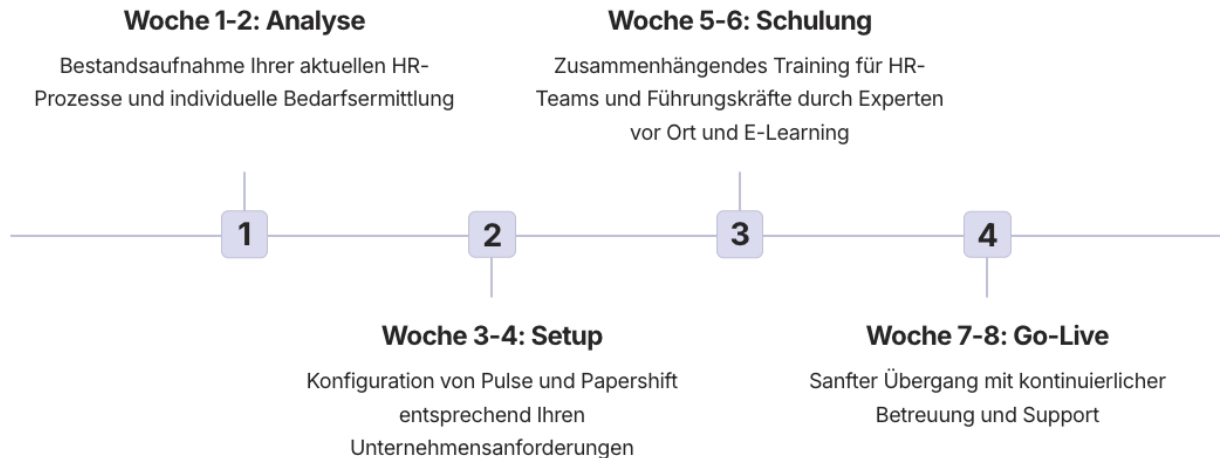 Woche 1-2: Analyse
Bestandsaufnahme Ihrer aktuellen HR-
Prozesse und individuelle Bedarfsermittlung
Woche 5-6: Schulung
Zusammenhängendes Training für HR-
Teams und Führungskräfte durch Experten
vor Ort und E-Learning
1
2
3
4
Woche 3-4: Setup
Konfiguration von Pulse und Papershift
entsprechend Ihren
Unternehmensanforderungen
Woche 7-8: Go-Live
Sanfter Übergang mit kontinuierlicher
Betreuung und Support